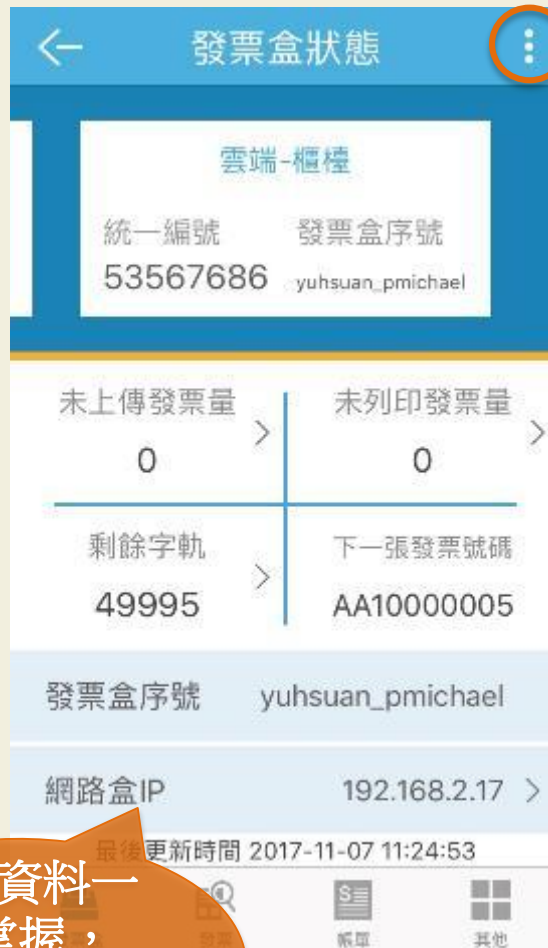 發票盒狀態
雲端-櫃檯
統一編號 發票盒序號
53567686 yuhsuan_pmichael
未上傳發票量 未列印發票量
0 0
剩餘字軌 下一張發票號碼
49995 AA10000005
發票盒序號 yuhsuan_pmichael
網路盒IP 192.168.2.17
最後更新時間 2017-11-07 11:24:53
資料一
掌握，
發票 帳單 其他